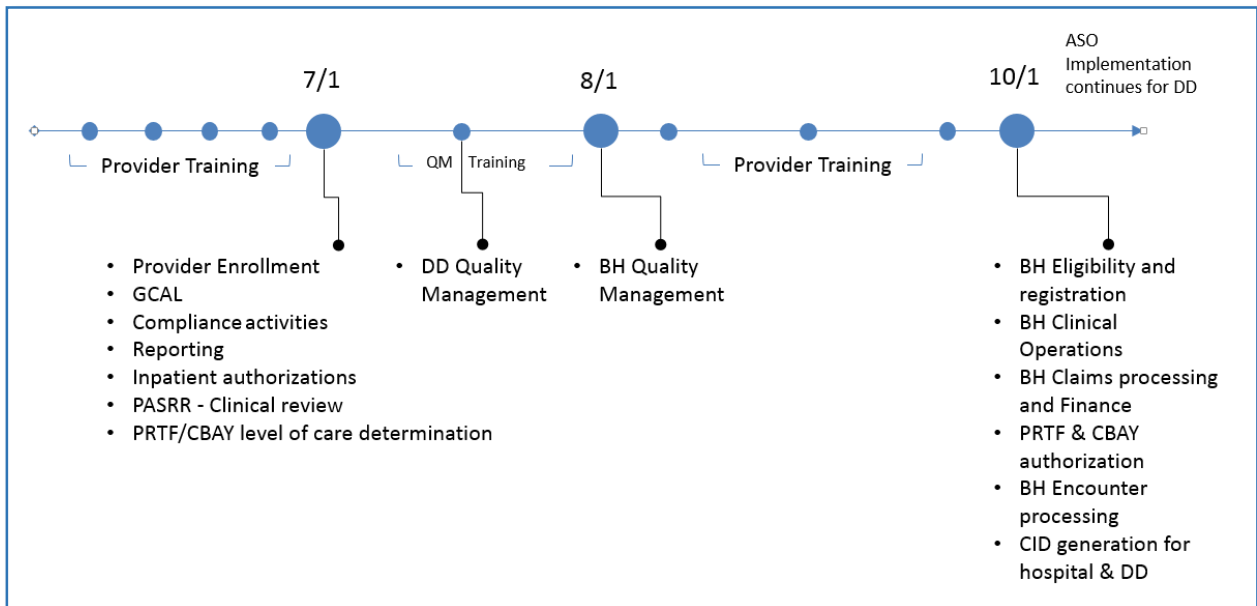 ASO
Implementation
continues for DD
7/1
8/1
10/1
Provider Training
QM Training
Provider Training
• Provider Enrollment
• GCAL
• Compliance activities
• Reporting
• Inpatient authorizations
• PASRR - Clinical review
• PRTF/CBAY level of care determination
• DD Quality
Management
• BH Quality
Management
• BH Eligibility and
registration
• BH Clinical
Operations
• BH Claims processing
and Finance
• PRTF & CBAY
authorization
• BH Encounter
processing
• CID generation for
hospital & DD